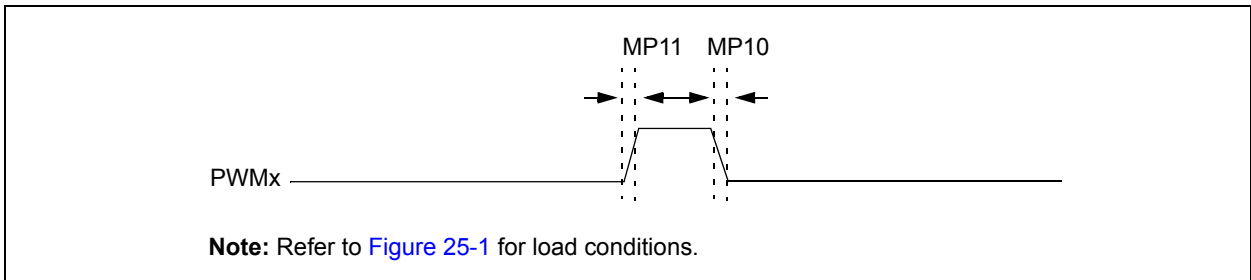 MP11 MP10
PWMx
Note: Refer to Figure 25-1 for load conditions.